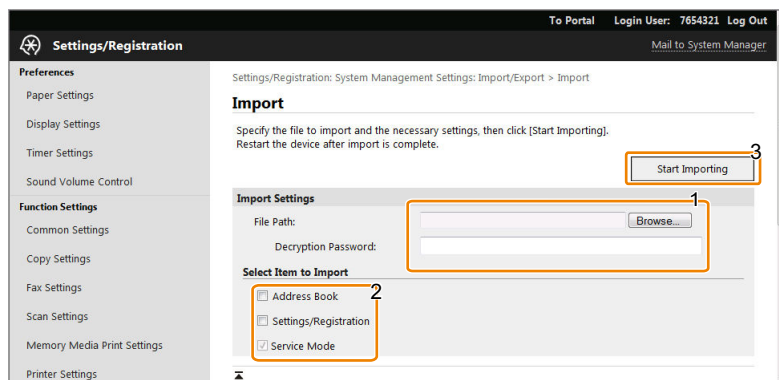 To Portal Login User: 7654321 Log Out
Settings/Registration Mail to System Manager
Preferences
Paper Settings
Display Settings
Timer Settings
Sound Volume Control
Function Settings
Common Settings
Copy Settings
Fax Settings
Scan Settings
Memory Media Print Settings
Printer Settings
Settings/Registration: System Management Settings: Import/Export > Import
Import
Specify the file to import and the necessary settings, then click [Start Importing].
Restart the device after import is complete.
3
Start Importing
Import Settings
1
File Path: Browse...
Decryption Password:
Select Item to Import
2
Address Book
Settings/Registration
Service Mode